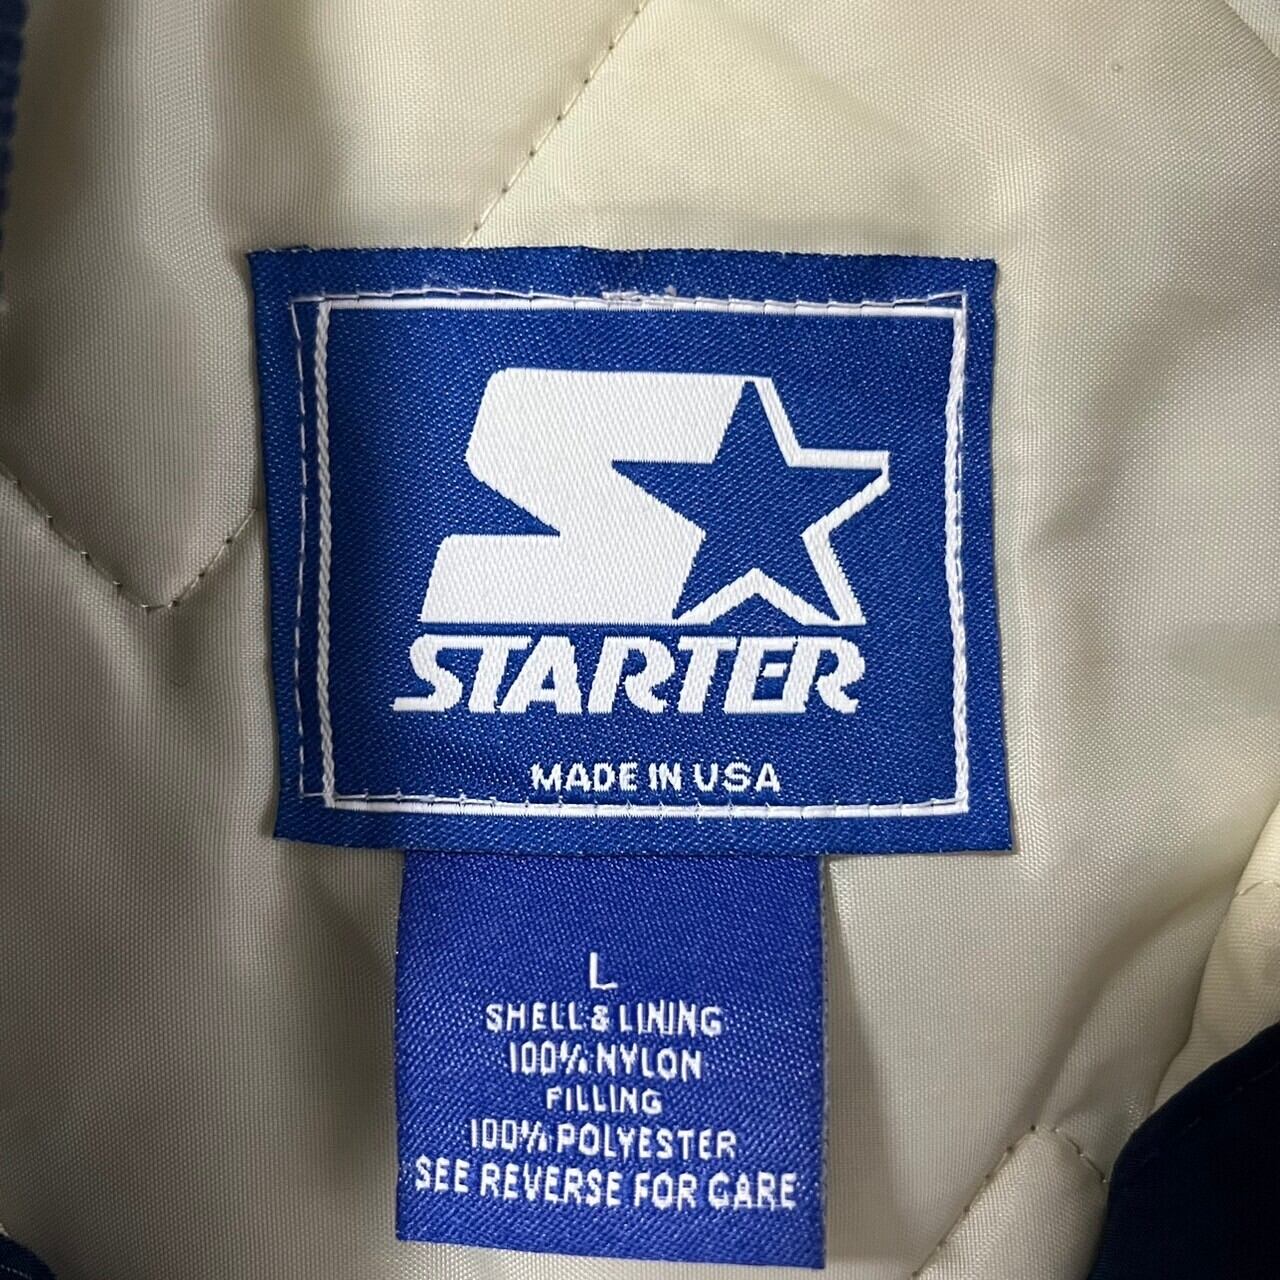 STARTER
MADE IN USA
L
SHELL & LINING
100% NYLON
FILLING
100% POLYESTER
SEE REVERSE FOR CARE